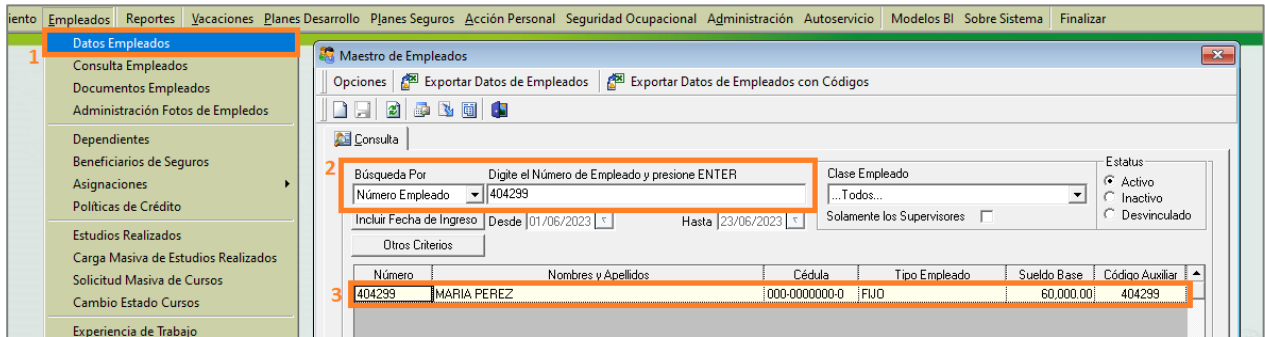 iento Empleados Reportes Vacaciones Planes Desarrollo Planes Seguros Acción Personal Seguridad Ocupacional Administración Autoservicio Modelos BI Sobre Sistema Finalizar
1
Datos Empleados
Consulta Empleados
Documentos Empleados
Administración Fotos de Empledos
Dependientes
Beneficiarios de Seguros
Asignaciones
Políticas de Crédito
Estudios Realizados
Carga Masiva de Estudios Realizados
Solicitud Masiva de Cursos
Cambio Estado Cursos
Experiencia de Trabajo
Maestro de Empleados
Opciones Exportar Datos de Empleados Exportar Datos de Empleados con Códigos
Consulta
2
Búsqueda Por Digite el Número de Empleado y presione ENTER
Número Empleado 404299
Clase Empleado
...Todos...
Solamente los Supervisores
Estatus
Activo
Inactivo
Desvinculado
Incluir Fecha de Ingreso Desde 01/06/2023 Hasta 23/06/2023
Otros Criterios
Número Nombres y Apellidos Cédula Tipo Empleado Sueldo Base Código Auxiliar
3 404299 MARIA PEREZ 000-0000000-0 FIJO 60,000.00 404299